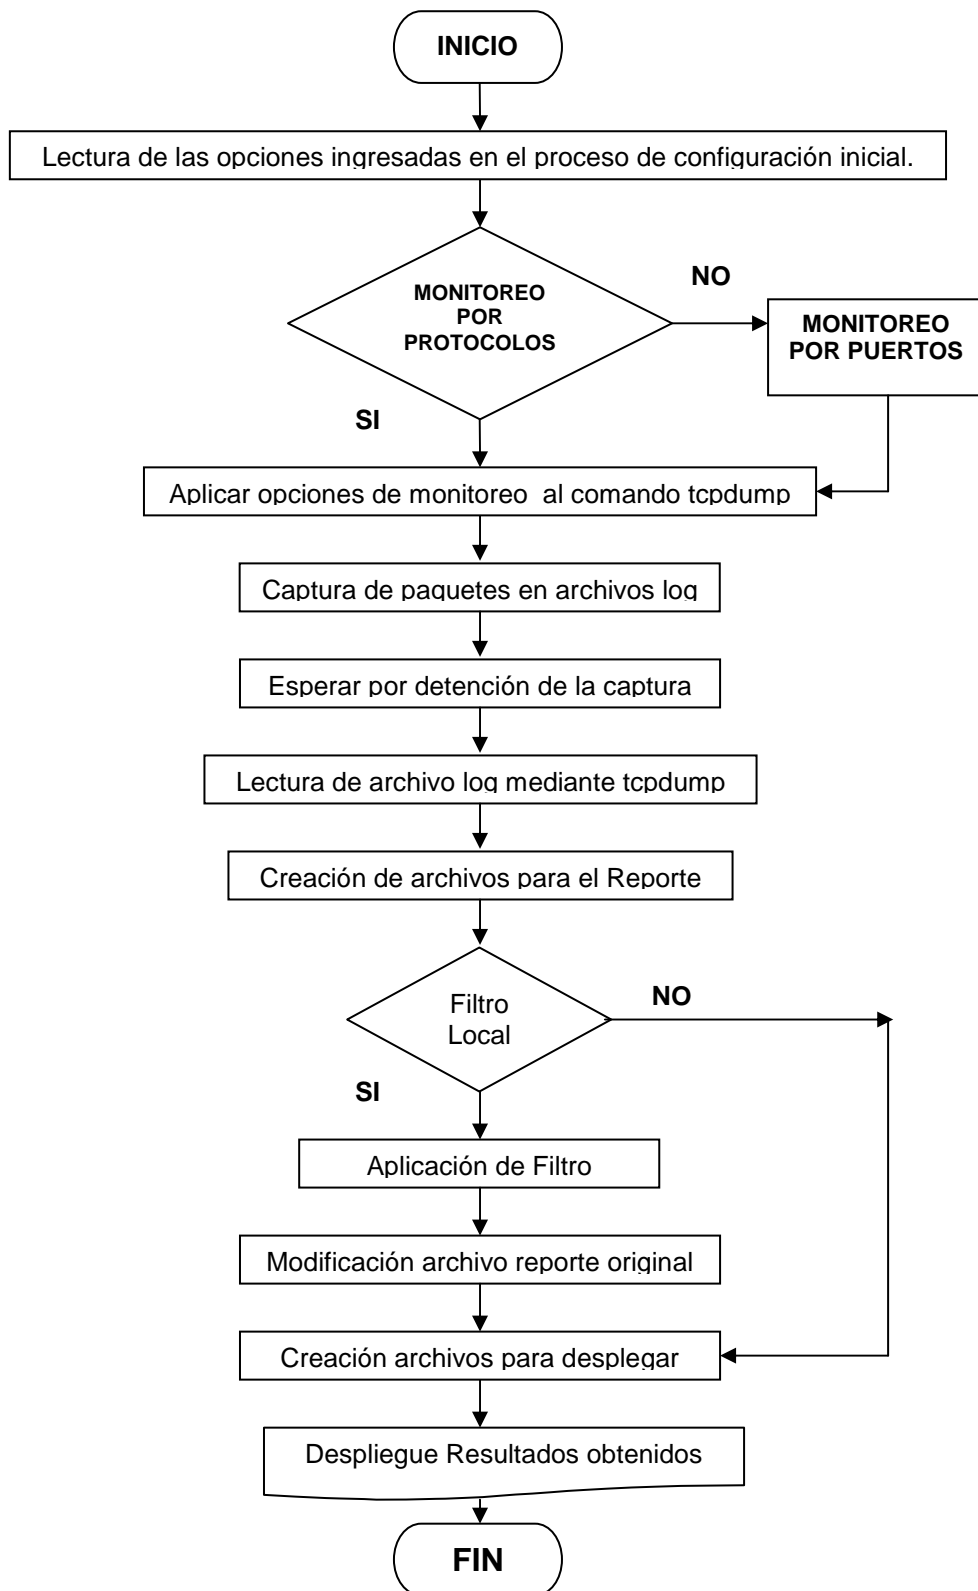 INICIO
Lectura de las opciones ingresadas en el proceso de configuración inicial.
MONITOREO
POR
PROTOCOLOS
NO
MONITOREO
POR PUERTOS
SI
Aplicar opciones de monitoreo al comando tcpdump
Captura de paquetes en archivos log
Esperar por detención de la captura
Lectura de archivo log mediante tcpdump
Creación de archivos para el Reporte
Filtro
Local
NO
SI
Aplicación de Filtro
Modificación archivo reporte original
Creación archivos para desplegar
Despliegue Resultados obtenidos
FIN